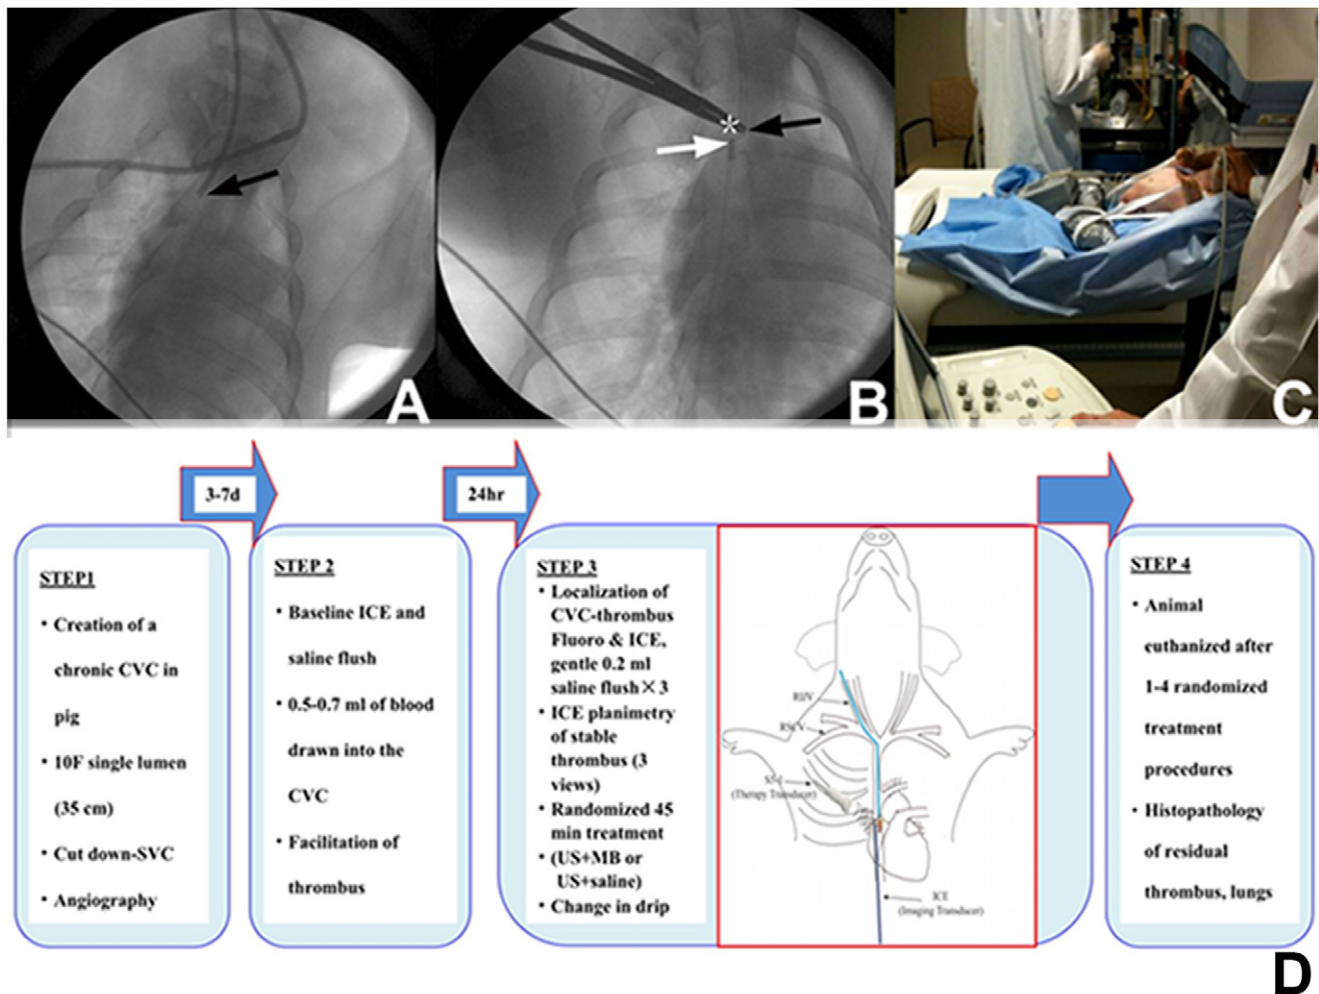 *
A
B
C
3-7d
24hr
STEP1
• Creation of a
chronic CVC in
pig
• 10F single lumen
(35 cm)
• Cut down-SVC
• Angiography
STEP 2
• Baseline ICE and
saline flush
• 0.5-0.7 ml of blood
drawn into the
CVC
• Facilitation of
thrombus
STEP 3
• Localization of
CVC-thrombus
Fluoro & ICE,
gentle 0.2 ml
saline flush×3
• ICE planimetry
of stable
thrombus (3
views)
• Randomized 45
min treatment
• (US+MB or
US+saline)
• Change in drip
RIJV
RSCV
(Therapy Transducer)
ICE
(Imaging Transducer)
STEP 4
• Animal
euthanized after
1-4 randomized
treatment
procedures
• Histopathology
of residual
thrombus, lungs
D